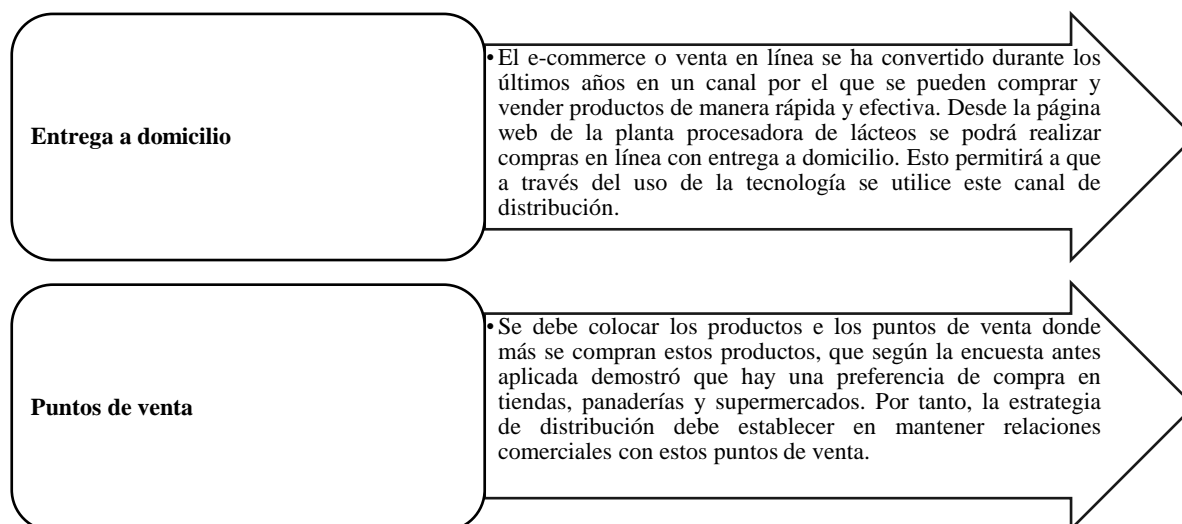 Entrega a domicilio
• El e-commerce o venta en línea se ha convertido durante los
últimos años en un canal por el que se pueden comprar y
vender productos de manera rápida y efectiva. Desde la página
web de la planta procesadora de lácteos se podrá realizar
compras en línea con entrega a domicilio. Esto permitirá a que
a través del uso de la tecnología se utilice este canal de
distribución.
Puntos de venta
• Se debe colocar los productos e los puntos de venta donde
más se compran estos productos, que según la encuesta antes
aplicada demostró que hay una preferencia de compra en
tiendas, panaderías y supermercados. Por tanto, la estrategia
de distribución debe establecer en mantener relaciones
comerciales con estos puntos de venta.